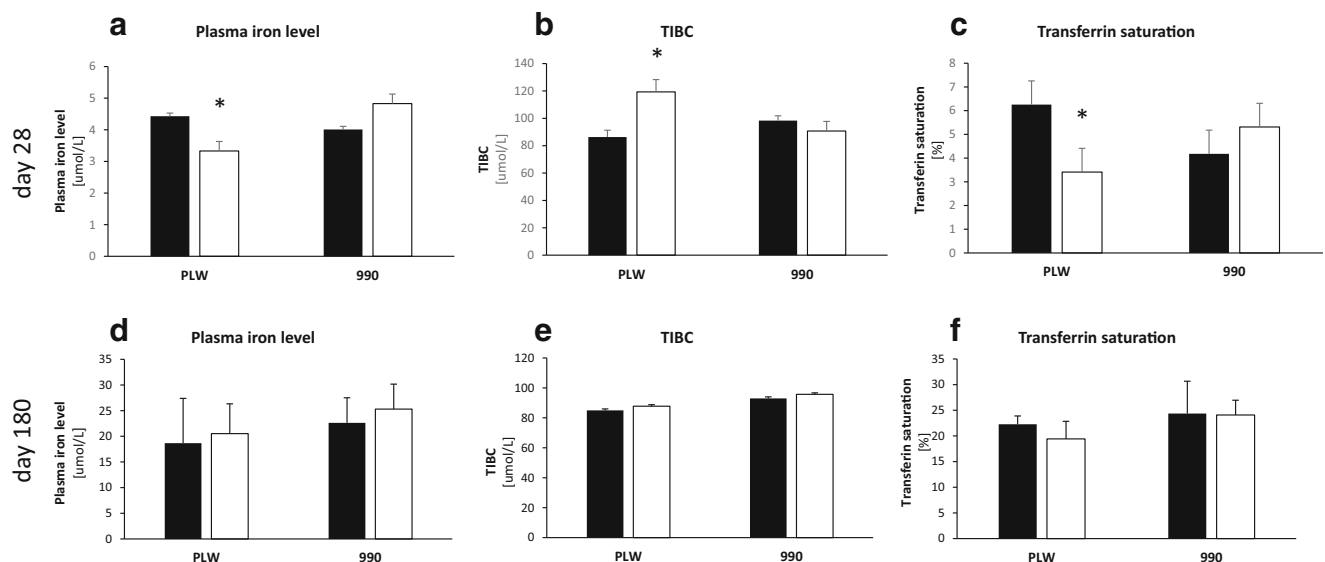 a
Plasma iron level
Plasma iron level
[umol/L]
6
5
4
3
2
1
0
*
PLW
990
b
TIBC
TIBC
[umol/L]
140
120
100
80
60
40
20
0
*
PLW
990
c
Transferrin saturation
Transferin saturation
[%]
8
7
6
5
4
3
2
1
0
*
PLW
990
day 28
d
Plasma iron level
Plasma iron level
[umol/L]
35
30
25
20
15
10
5
0
PLW
990
e
TIBC
TIBC
[umol/L]
120
100
80
60
40
20
0
PLW
990
f
Transferrin saturation
Transferrin saturation
[%]
35
30
25
20
15
10
5
0
PLW
990
day 180